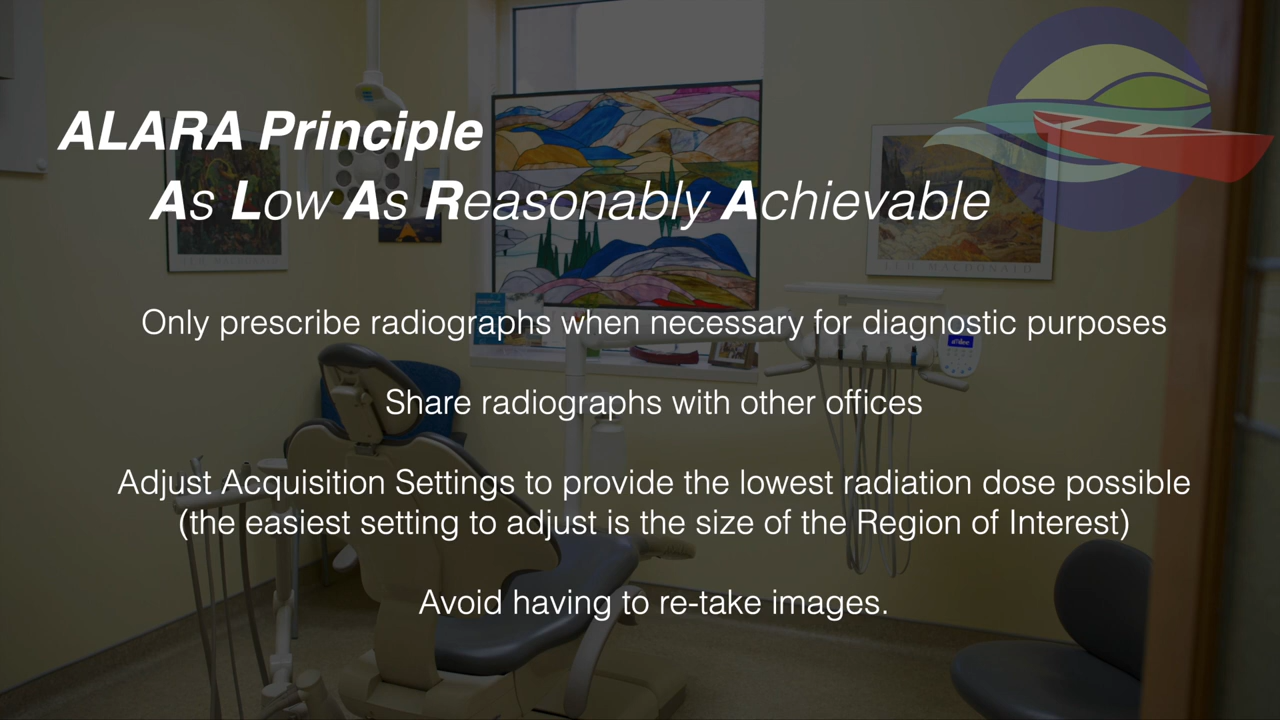 ALARA Principle
As Low As Reasonably Achievable
J.E.H. MACDONALD
Only prescribe radiographs when necessary for diagnostic purposes
Share radiographs with other offices
Adjust Acquisition Settings to provide the lowest radiation dose possible
(the easiest setting to adjust is the size of the Region of Interest)
Avoid having to re-take images.